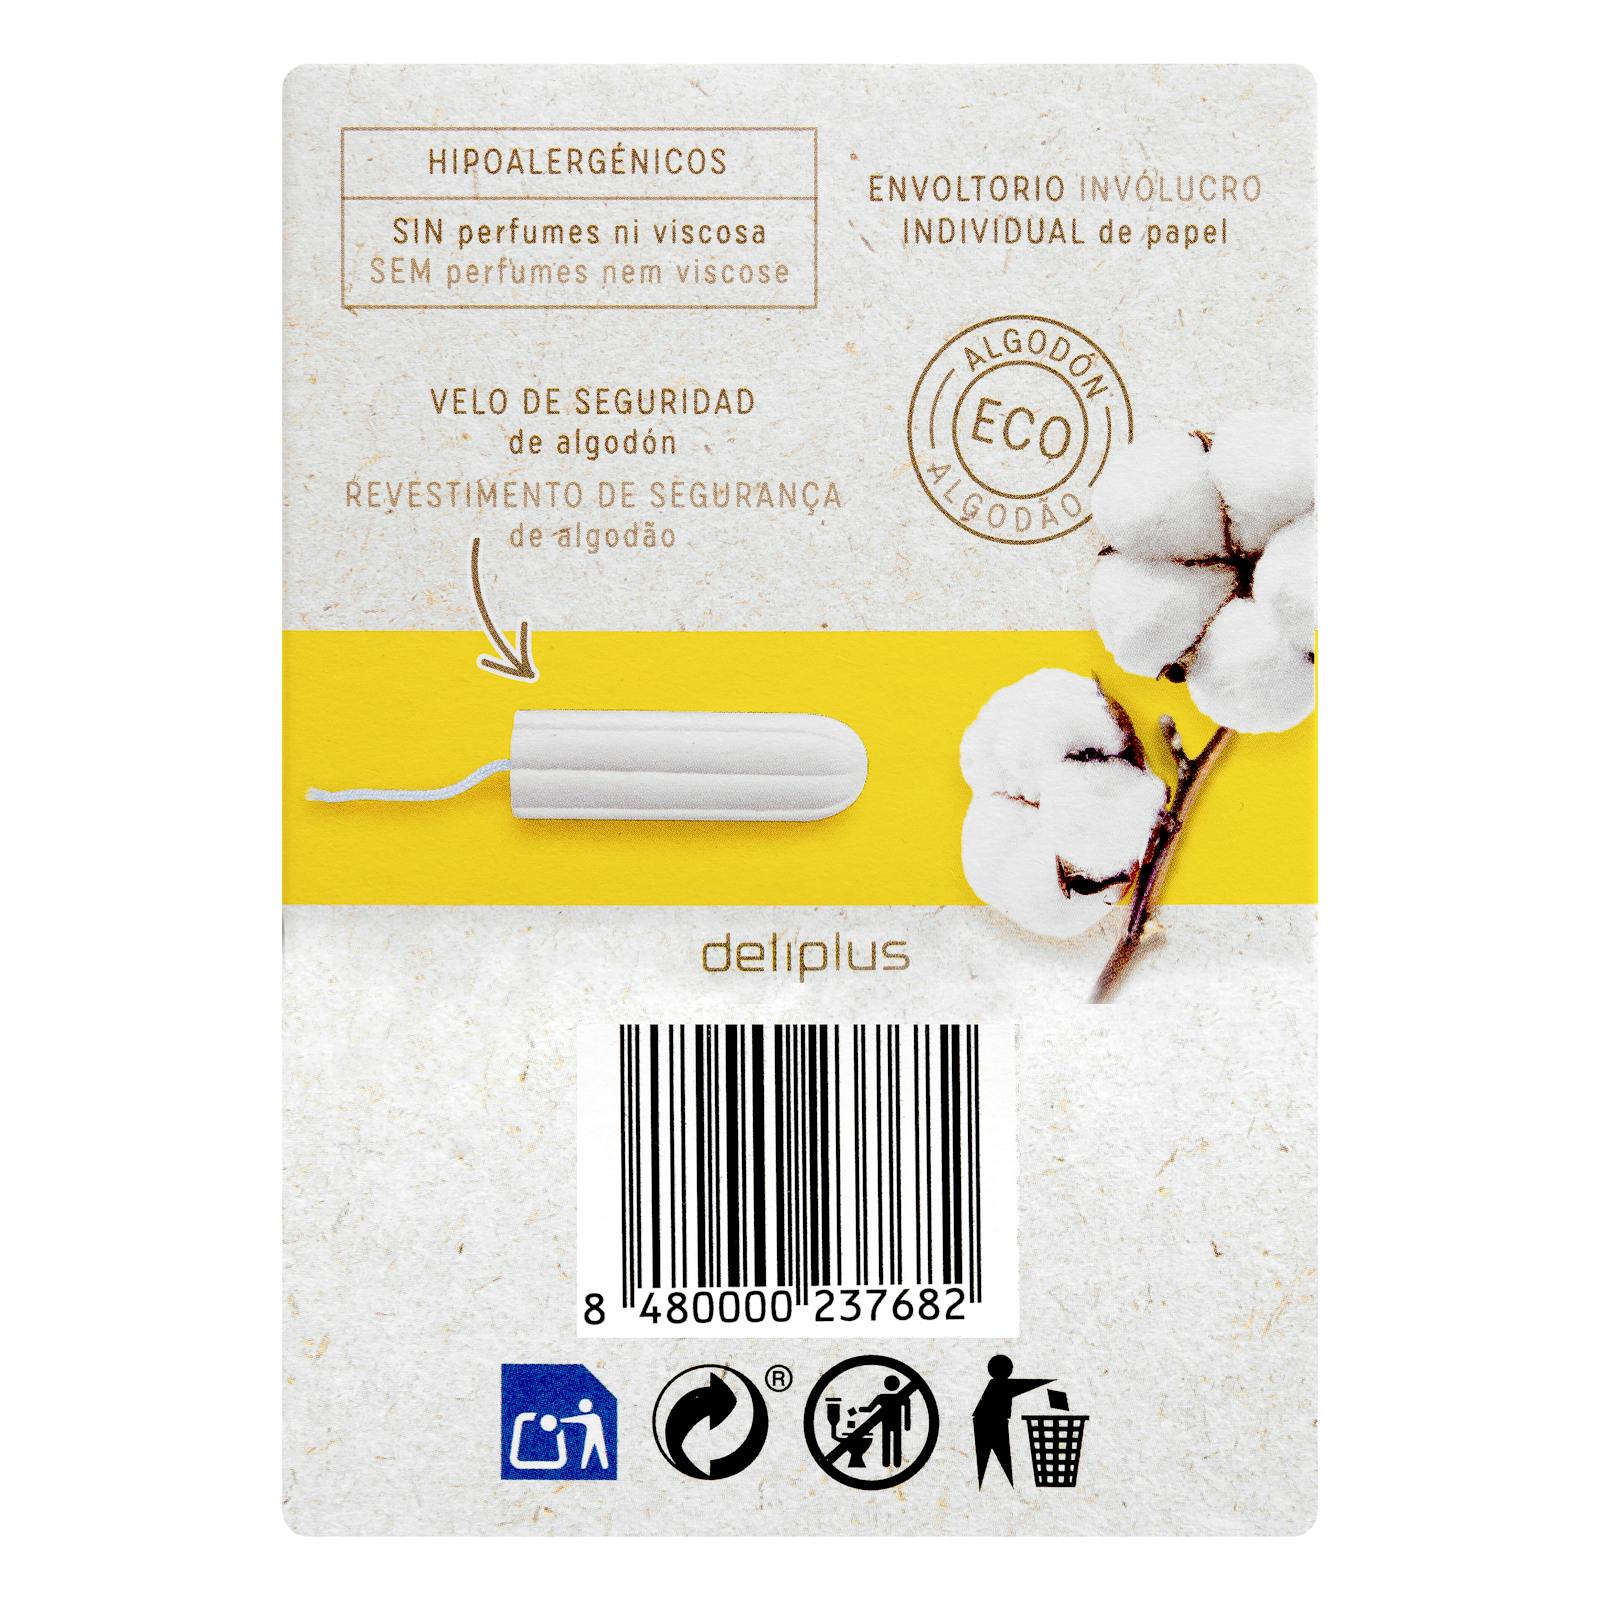 HIPOALERGÉNICOS
SIN perfumes ni viscosa
SEM perfumes nem viscose
ENVOLTORIO INVÓLUCRO
INDIVIDUAL de papel
VELO DE SEGURIDAD
de algodón
REVESTIMENTO DE SEGURANÇA
de algodão
ALGODÓN
ECO
ALGODÃO
deliplus
8 480000 237682
®